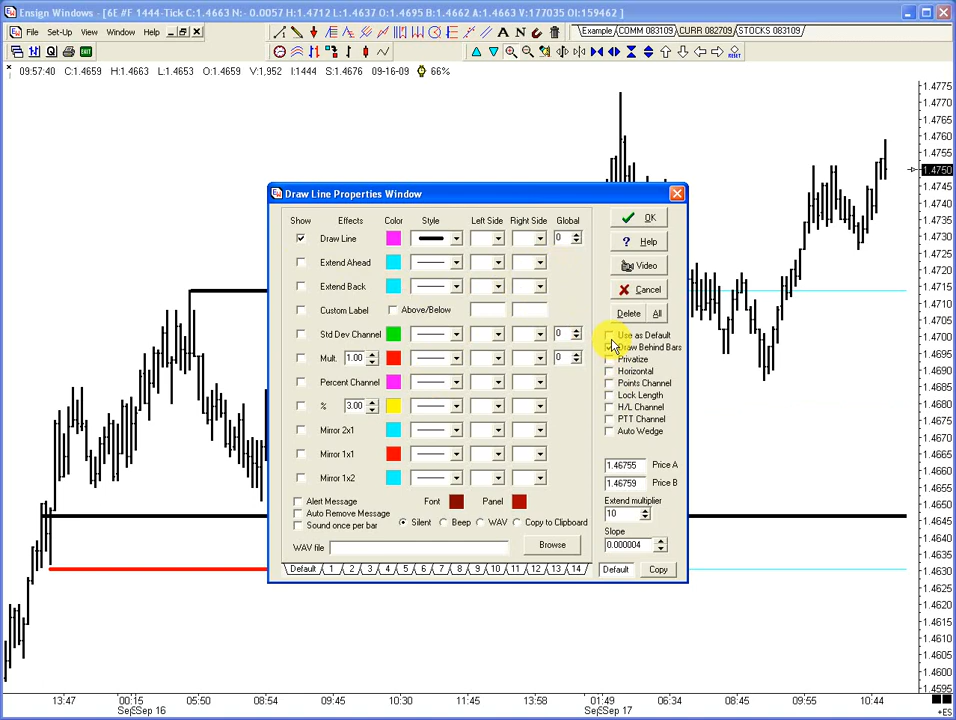 Ensign Windows - [6E #F 1444-Tick C:1.4663 N:- 0.0057 H:1.4712 L:1.4637 O:1.4695 B:1.4662 A:1.4663 V:177035 OI:159462 ]
File Set-Up View Window Help
Example COMM 083109 CURR 082709 STOCKS 083109
09:57:40 C:1.4659 H:1.4663 L:1.4653 O:1.4659 V:1,952 I:1444 S:1.4676 09-16-09 66%
1.4775
1.4770
1.4765
1.4760
1.4755
1.4750
1.4745
1.4740
1.4735
1.4730
1.4725
1.4720
1.4715
1.4710
1.4705
1.4700
1.4695
1.4690
1.4685
1.4680
1.4675
1.4670
1.4665
1.4660
1.4655
1.4650
1.4645
1.4640
1.4635
1.4630
1.4625
1.4620
1.4615
1.4610
1.4605
1.4600
1.4595
Draw Line Properties Window
Show Effects Color Style Left Side Right Side Global
Draw Line 0
Extend Ahead
Extend Back
Custom Label Above/Below
Std Dev Channel 0
Mult. 1.00 0
Percent Channel
% 3.00
Mirror 2x1
Mirror 1x1
Mirror 1x2
Alert Message Font Panel
Auto Remove Message
Sound once per bar Silent Beep WAV Copy to Clipboard
WAV file Browse
Default 1 2 3 4 5 6 7 8 9 10 11 12 13 14
OK
Help
Video
Cancel
Delete All
Use as Default
Draw Behind Bars
Privatize
Horizontal
Points Channel
Lock Length
H/L Channel
PTT Channel
Auto Wedge
1.46755 Price A
1.46759 Price B
Extend multiplier
10
Slope
0.000004
Default Copy
13:47 00:15 05:50 08:54 09:45 10:34 11:45 12:53 01:49 06:34 08:45 09:55 10:44
Sep Sep 16 Sep Sep 17
+ES